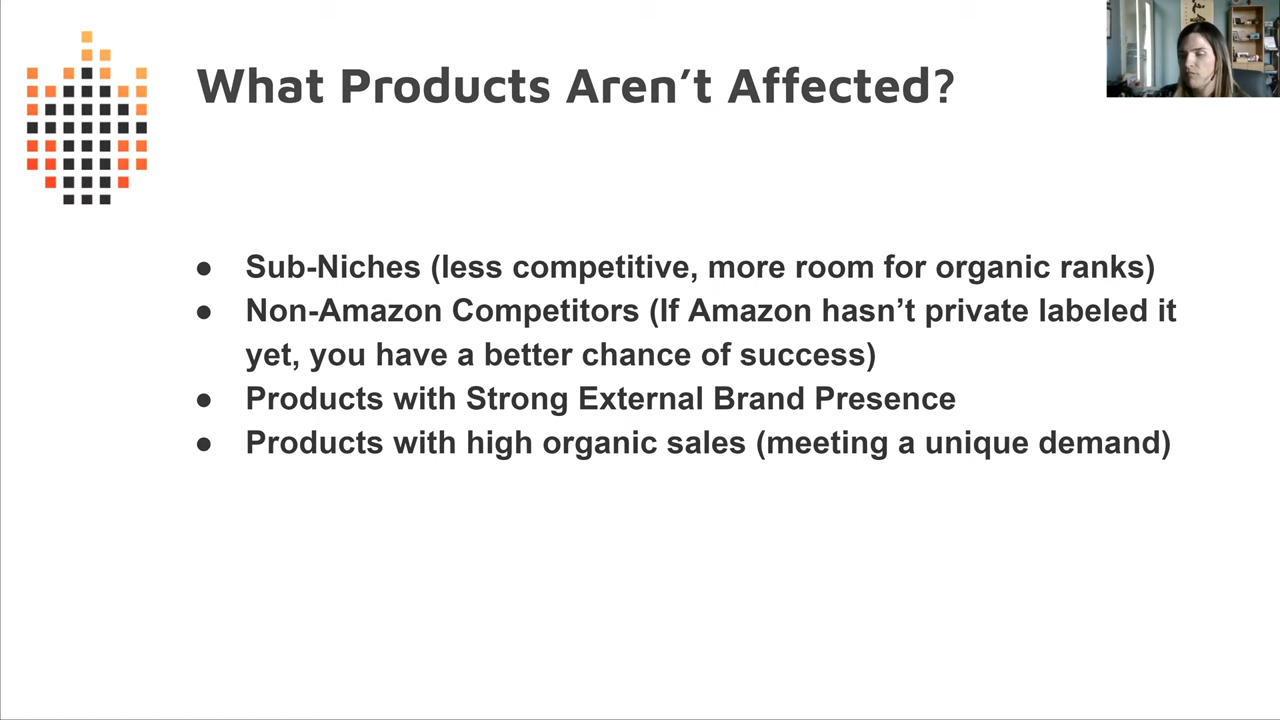 What Products Aren’t Affected?
● Sub-Niches (less competitive, more room for organic ranks)
● Non-Amazon Competitors (If Amazon hasn’t private labeled it
yet, you have a better chance of success)
● Products with Strong External Brand Presence
● Products with high organic sales (meeting a unique demand)